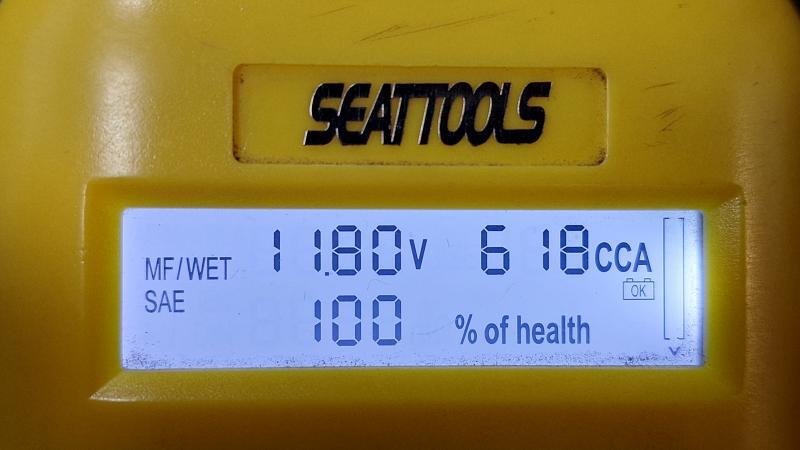 SEATTOOLS
MF/WET 11.80V 618CCA
SAE OK
100 % of health